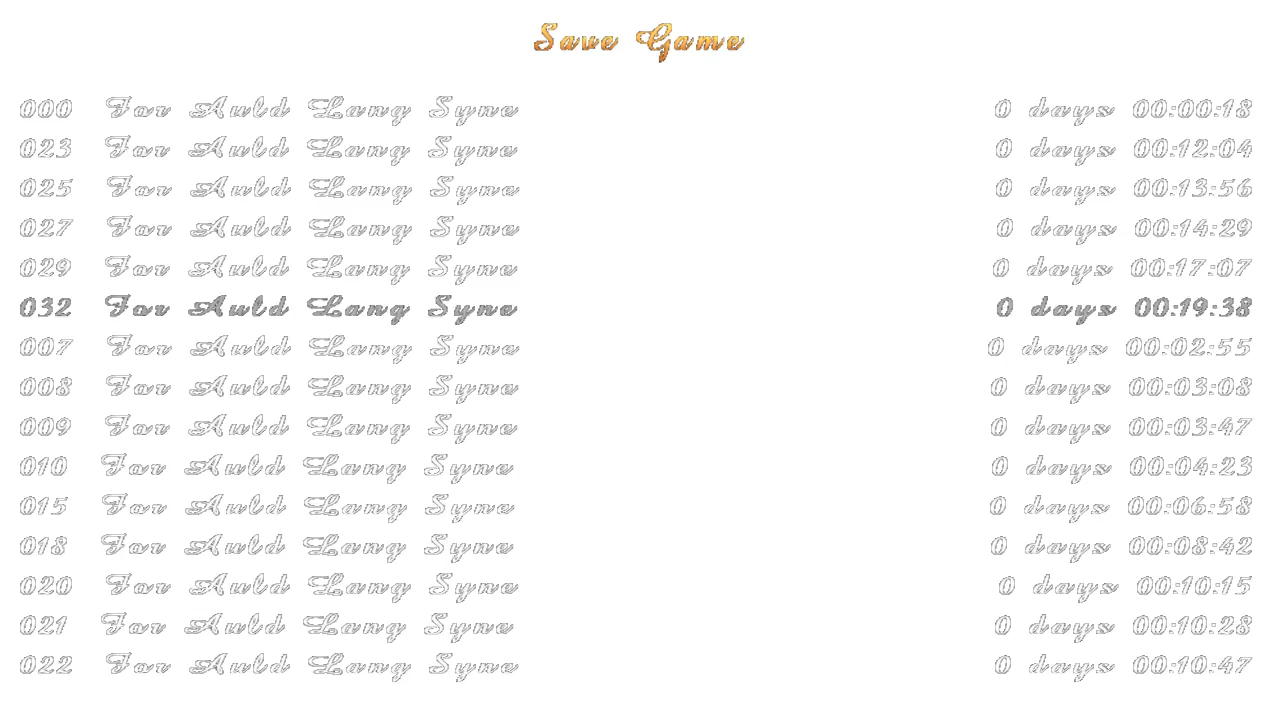 Save Game
000 For Auld Lang Syne 0 days 00:00:18
023 For Auld Lang Syne 0 days 00:12:04
025 For Auld Lang Syne 0 days 00:13:56
027 For Auld Lang Syne 0 days 00:14:29
029 For Auld Lang Syne 0 days 00:17:07
032 For Auld Lang Syne 0 days 00:19:38
007 For Auld Lang Syne 0 days 00:02:55
008 For Auld Lang Syne 0 days 00:03:08
009 For Auld Lang Syne 0 days 00:03:47
010 For Auld Lang Syne 0 days 00:04:23
015 For Auld Lang Syne 0 days 00:06:58
018 For Auld Lang Syne 0 days 00:08:42
020 For Auld Lang Syne 0 days 00:10:15
021 For Auld Lang Syne 0 days 00:10:28
022 For Auld Lang Syne 0 days 00:10:47